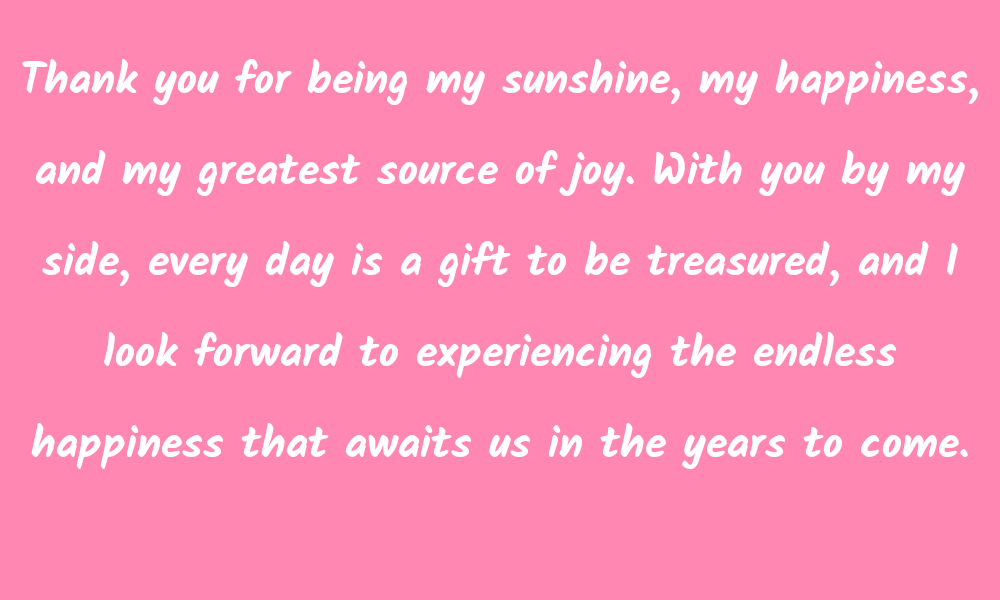 Thank you for being my sunshine, my happiness,
and my greatest source of joy. With you by my
side, every day is a gift to be treasured, and I
look forward to experiencing the endless
happiness that awaits us in the years to come.